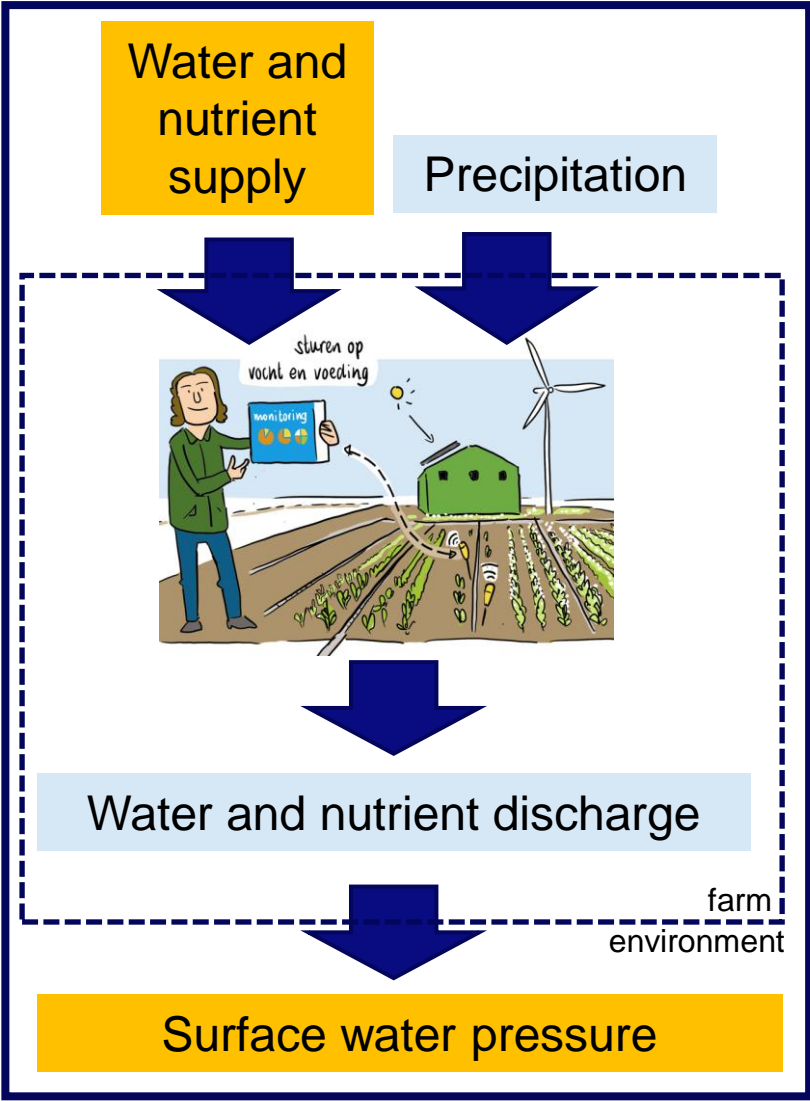 Water and
nutrient
supply
Precipitation
sturen op
vocht en voeding
monitoring
Water and nutrient discharge
farm
environment
Surface water pressure